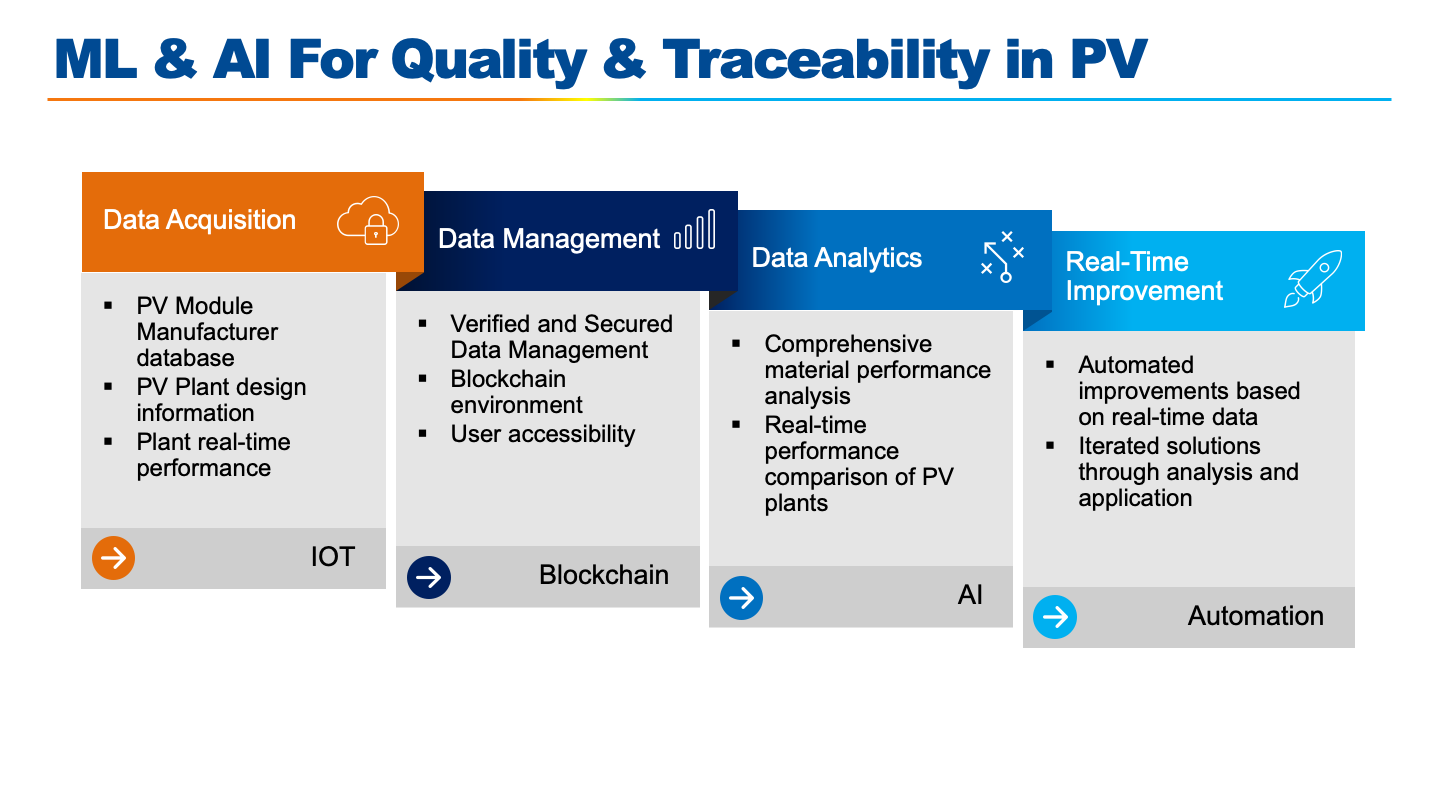 ML & AI For Quality & Traceability in PV
Data Acquisition
▪ PV Module
Manufacturer
database
▪ PV Plant design
information
▪ Plant real-time
performance
IOT
Data Management
▪ Verified and Secured
Data Management
▪ Blockchain
environment
▪ User accessibility
Blockchain
Data Analytics
▪ Comprehensive
material performance
analysis
▪ Real-time
performance
comparison of PV
plants
AI
Real-Time
Improvement
▪ Automated
improvements based
on real-time data
▪ Iterated solutions
through analysis and
application
Automation